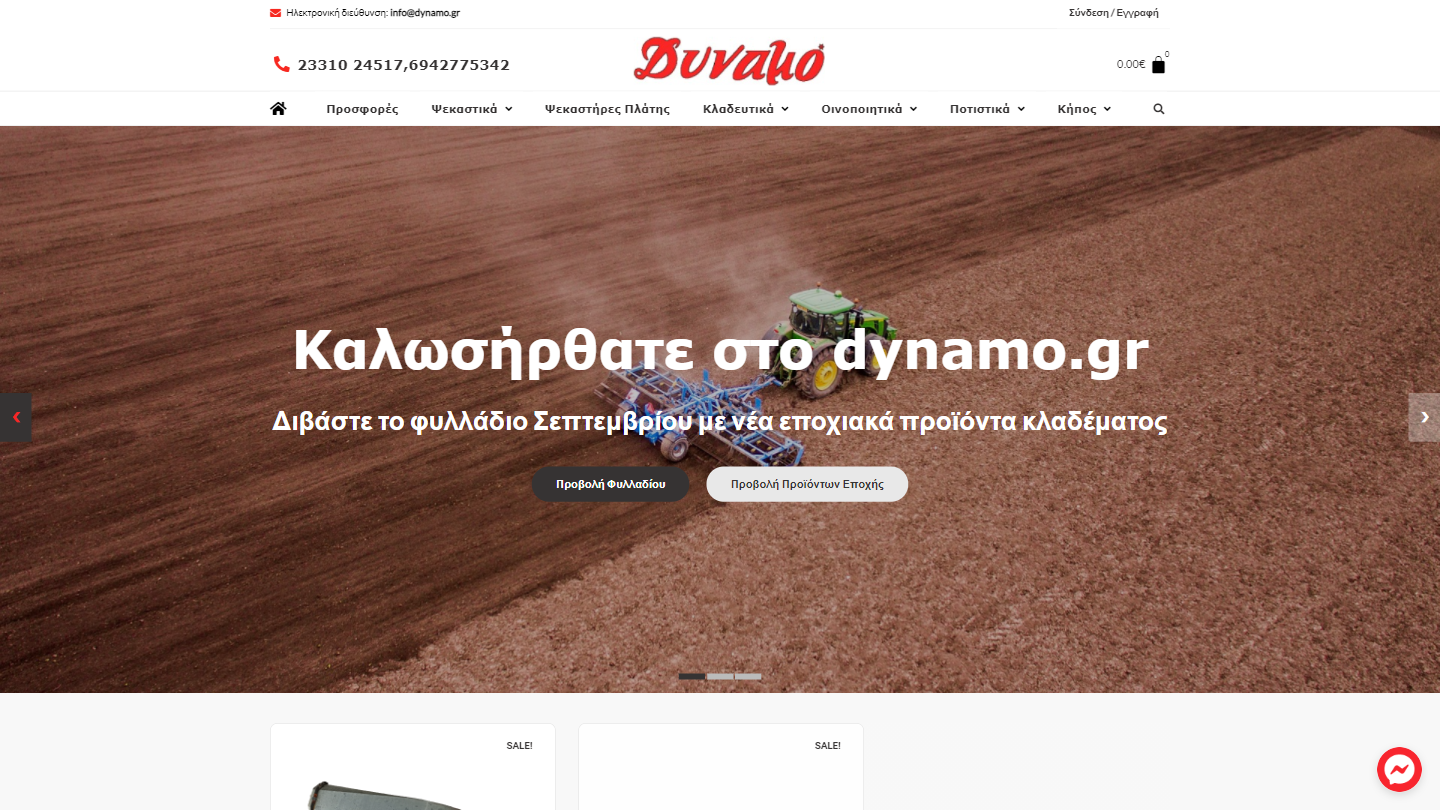 Ηλεκτρονική διεύθυνση: info@dynamo.gr
Σύνδεση / Εγγραφή
23310 24517,6942775342
Δυναμό
0.00€ 0
Προσφορές Ψεκαστικά Ψεκαστήρες Πλάτης Κλαδευτικά Οινοποιητικά Ποτιστικά Κήπος
Καλωσήρθατε στο dynamo.gr
Διβάστε το φυλλάδιο Σεπτεμβρίου με νέα εποχιακά προϊόντα κλαδέματος
Προβολή Φυλλαδίου
Προβολή Προϊόντων Εποχής
SALE!
SALE!